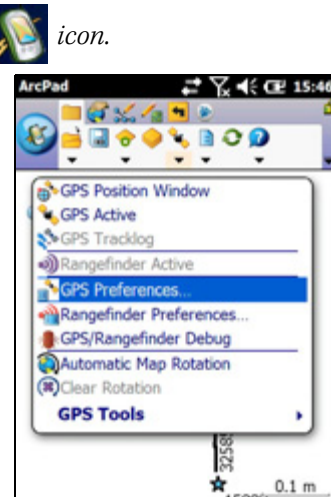 icon.
ArcPad 15:46
GPS Position Window
GPS Active
GPS Tracklog
Rangefinder Active
GPS Preferences...
Rangefinder Preferences...
GPS/Rangefinder Debug
Automatic Map Rotation
Clear Rotation
GPS Tools
0.1 m